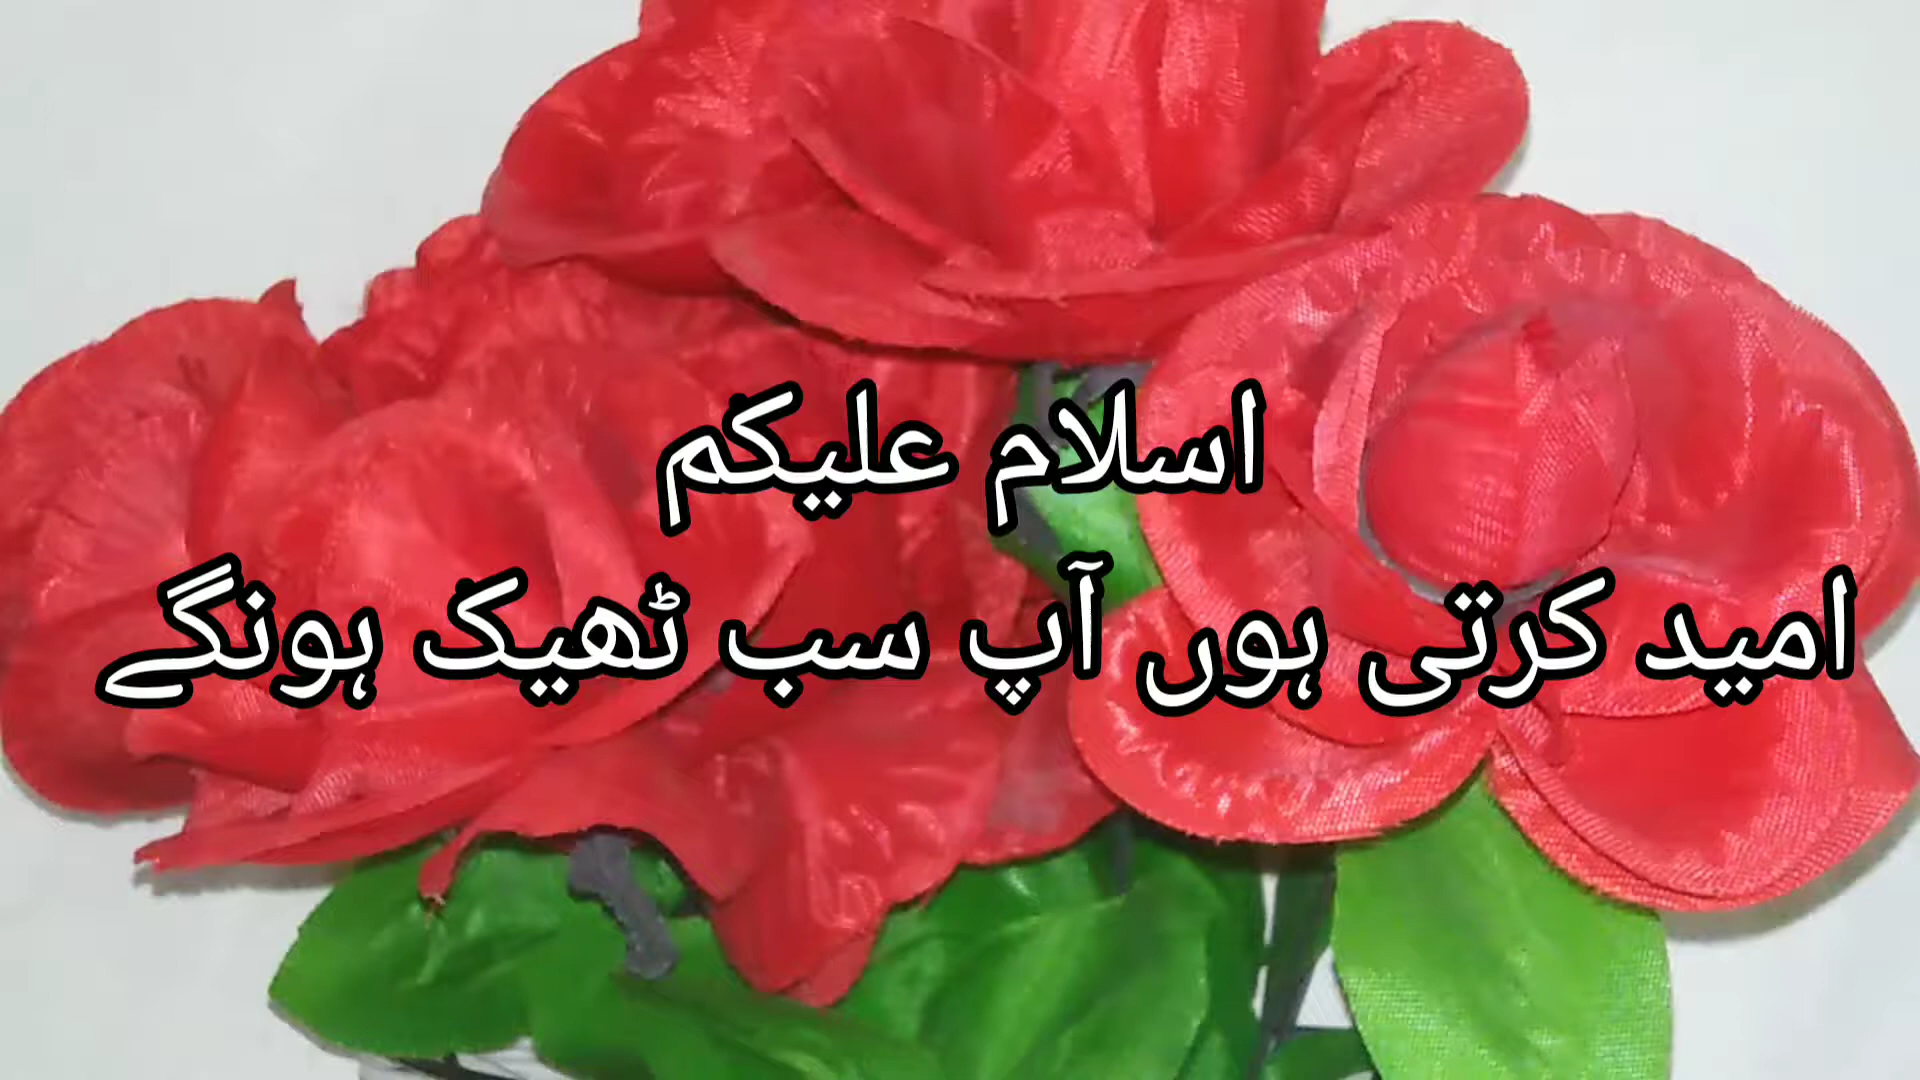 اسلام علیکم
امید کرتی ہوں آپ سب ٹھیک ہونگے